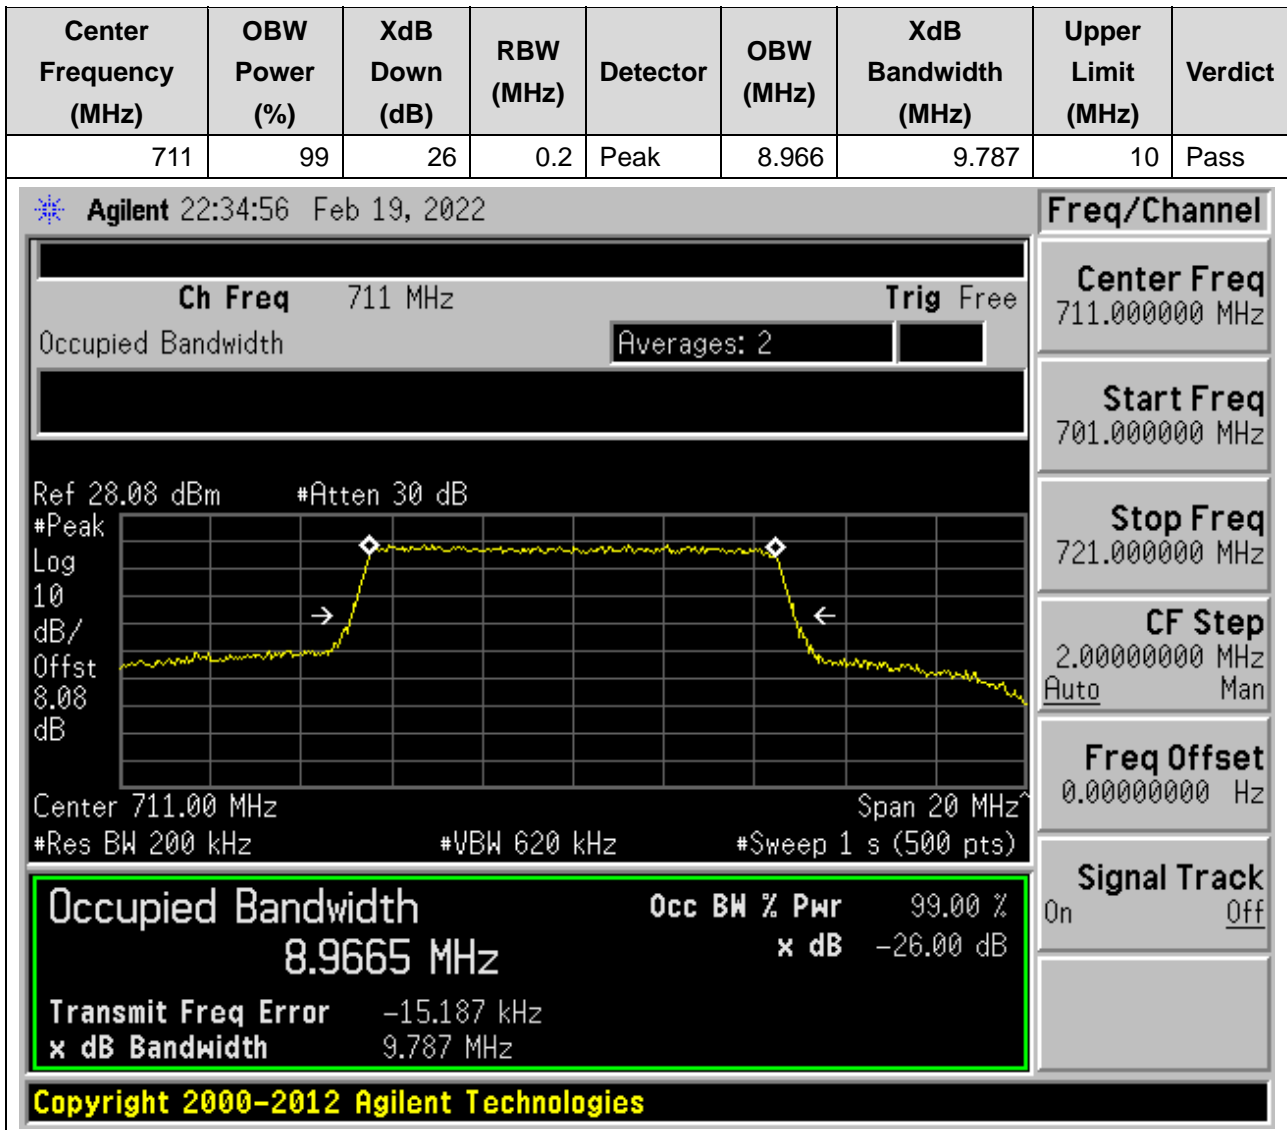 Center Frequency (MHz) OBW Power (%) XdB Down (dB) RBW (MHz) Detector OBW (MHz) XdB Bandwidth (MHz) Upper Limit (MHz) Verdict
711 99 26 0.2 Peak 8.966 9.787 10 Pass
Agilent 22:34:56 Feb 19, 2022
Freq/Channel
Ch Freq 711 MHz Trig Free
Occupied Bandwidth Averages: 2
Center Freq
711.000000 MHz
Start Freq
701.000000 MHz
Stop Freq
721.000000 MHz
CF Step
2.00000000 MHz
Auto Man
Freq Offset
0.00000000 Hz
Signal Track
On Off
Ref 28.08 dBm #Atten 30 dB
#Peak
Log
10
dB/
Offst
8.08
dB
Center 711.00 MHz Span 20 MHz^
#Res BW 200 kHz #VBW 620 kHz #Sweep 1 s (500 pts)
Occupied Bandwidth Occ BW % Pwr 99.00 %
8.9665 MHz x dB -26.00 dB
Transmit Freq Error -15.187 kHz
x dB Bandwidth 9.787 MHz
Copyright 2000-2012 Agilent Technologies